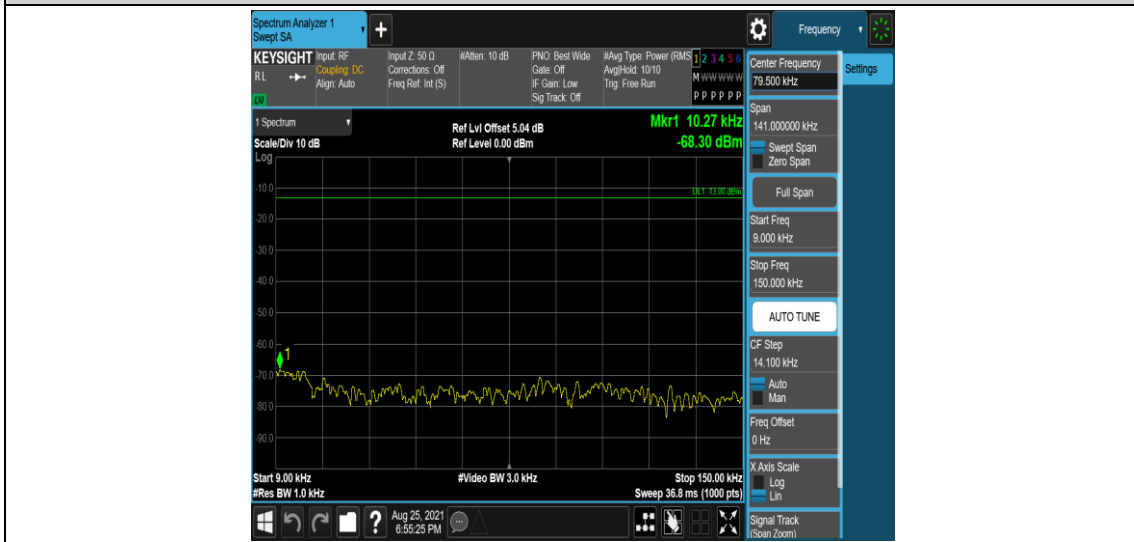 Spectrum Analyzer 1
Swept SA
+
Frequency
KEYSIGHT
RL
LXI
Input: RF
Coupling: DC
Align: Auto
Input Z: 50 Ω
Corrections: Off
Freq Ref: Int (S)
#Atten: 10 dB
PNO: Best Wide
Gate: Off
IF Gain: Low
Sig Track: Off
#Avg Type: Power (RMS
Avg|Hold: 10/10
Trig: Free Run
1 2 3 4 5 6
M W W W W W
P P P P P P
1 Spectrum
Scale/Div 10 dB
Ref Lvl Offset 5.04 dB
Ref Level 0.00 dBm
Mkr1 10.27 kHz
-68.30 dBm
Log
-10.0
-20.0
-30.0
-40.0
-50.0
-60.0
-70.0
-80.0
-90.0
DL1 -13.00 dBm
1
Start 9.00 kHz
#Res BW 1.0 kHz
#Video BW 3.0 kHz
Stop 150.00 kHz
Sweep 36.8 ms (1000 pts)
?
Aug 25, 2021
6:55:25 PM
Center Frequency
79.500 kHz
Settings
Span
141.000000 kHz
Swept Span
Zero Span
Full Span
Start Freq
9.000 kHz
Stop Freq
150.000 kHz
AUTO TUNE
CF Step
14.100 kHz
Auto
Man
Freq Offset
0 Hz
X Axis Scale
Log
Lin
Signal Track
(Span Zoom)